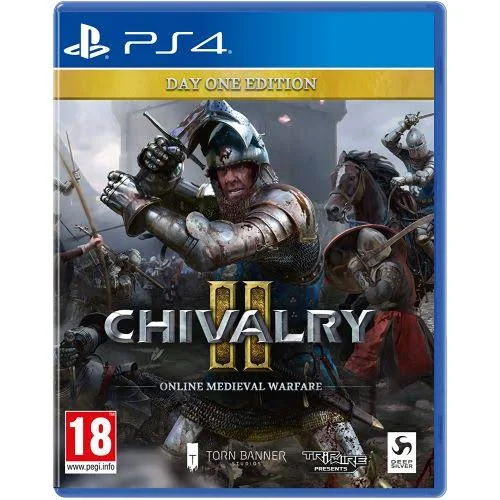 PS4
DAY ONE EDITION
II
CHIVALRY
ONLINE MEDIEVAL WARFARE
18
www.pegi.info
TORN BANNER
STUDIOS
TRIPWIRE
PRESENTS
DEEP
SILVER